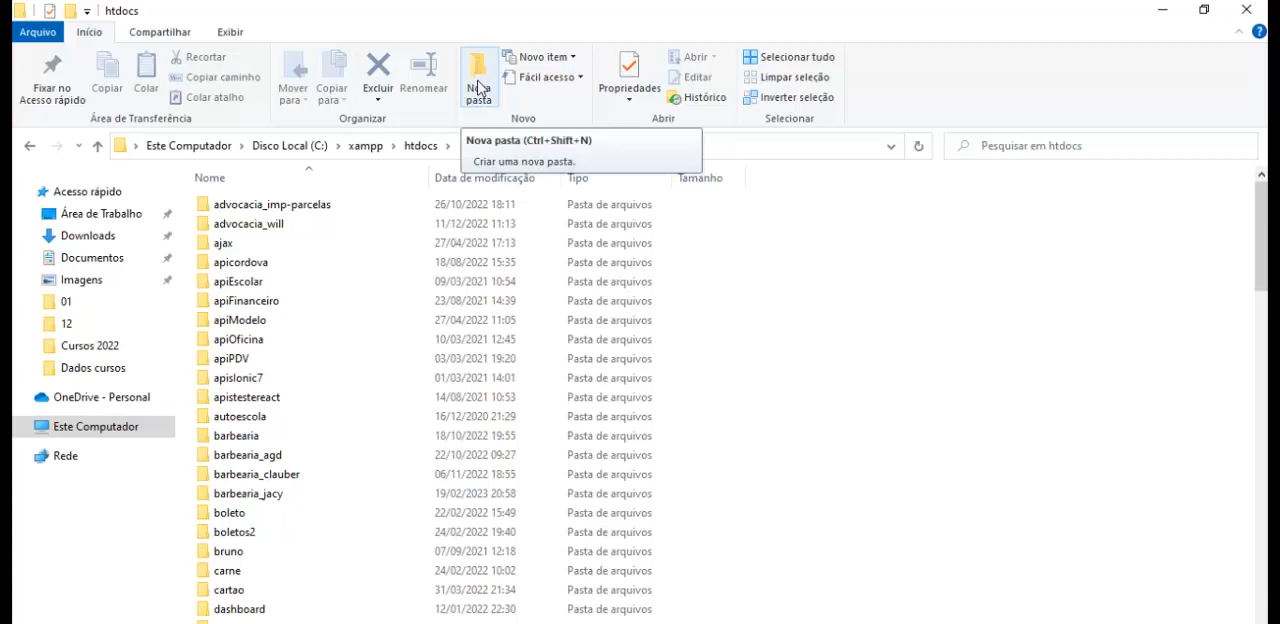 htdocs
Arquivo Início Compartilhar Exibir
Fixar no Acesso rápido
Copiar
Colar
Recortar
Copiar caminho
Colar atalho
Área de Transferência
Mover para
Copiar para
Excluir
Renomear
Organizar
Nova pasta
Novo item
Fácil acesso
Novo
Propriedades
Abrir
Editar
Histórico
Abrir
Selecionar tudo
Limpar seleção
Inverter seleção
Selecionar
Este Computador › Disco Local (C:) › xampp › htdocs ›
Pesquisar em htdocs
Nova pasta (Ctrl+Shift+N)
Criar uma nova pasta.
Acesso rápido
Área de Trabalho
Downloads
Documentos
Imagens
01
12
Cursos 2022
Dados cursos
OneDrive - Personal
Este Computador
Rede
Nome Data de modificação Tipo Tamanho
advocacia_imp-parcelas 26/10/2022 18:11 Pasta de arquivos
advocacia_will 11/12/2022 11:13 Pasta de arquivos
ajax 27/04/2022 17:13 Pasta de arquivos
apicordova 18/08/2022 15:35 Pasta de arquivos
apiEscolar 09/03/2021 10:54 Pasta de arquivos
apiFinanceiro 23/08/2021 14:39 Pasta de arquivos
apiModelo 27/04/2022 11:05 Pasta de arquivos
apiOficina 10/03/2021 12:45 Pasta de arquivos
apiPDV 03/03/2021 19:20 Pasta de arquivos
apisIonic7 01/03/2021 14:01 Pasta de arquivos
apistestereact 14/08/2021 10:53 Pasta de arquivos
autoescola 16/12/2020 21:29 Pasta de arquivos
barbearia 18/10/2022 19:55 Pasta de arquivos
barbearia_agd 22/10/2022 09:27 Pasta de arquivos
barbearia_clauber 06/11/2022 18:55 Pasta de arquivos
barbearia_jacy 19/02/2023 20:58 Pasta de arquivos
boleto 22/02/2022 15:49 Pasta de arquivos
boletos2 24/02/2022 19:40 Pasta de arquivos
bruno 07/09/2021 12:18 Pasta de arquivos
carne 24/02/2022 10:02 Pasta de arquivos
cartao 31/03/2022 21:34 Pasta de arquivos
dashboard 12/01/2022 22:30 Pasta de arquivos